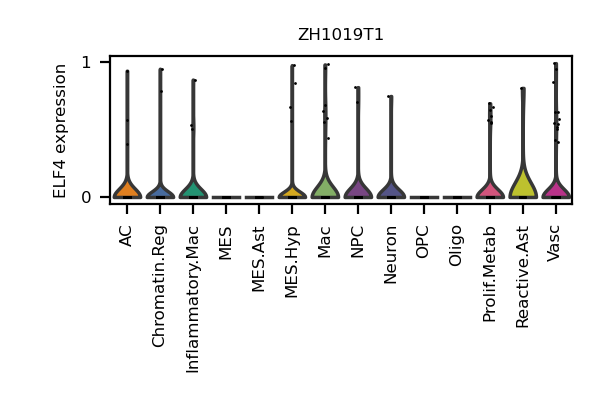 ZH1019T1
ELF4 expression
1
0
AC
Chromatin.Reg
Inflammatory.Mac
MES
MES.Ast
MES.Hyp
Mac
NPC
Neuron
OPC
Oligo
Prolif.Metab
Reactive.Ast
Vasc